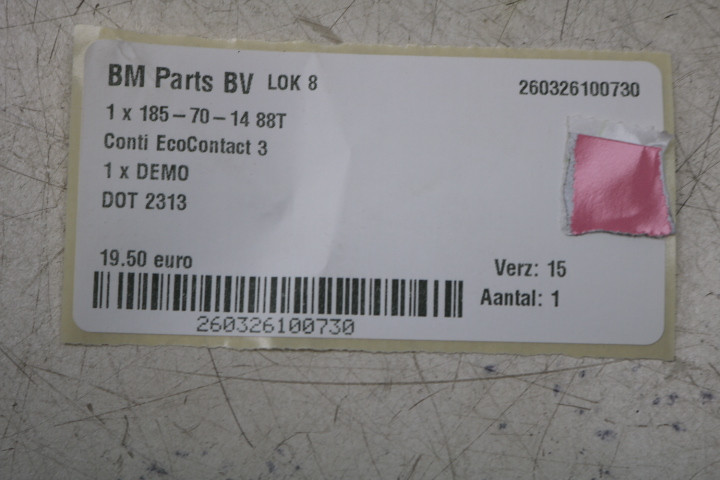 BM Parts BV LOK 8 260326100730
1 x 185-70-14 88T
Conti EcoContact 3
1 x DEMO
DOT 2313
19.50 euro
Verz: 15
Aantal: 1
260326100730